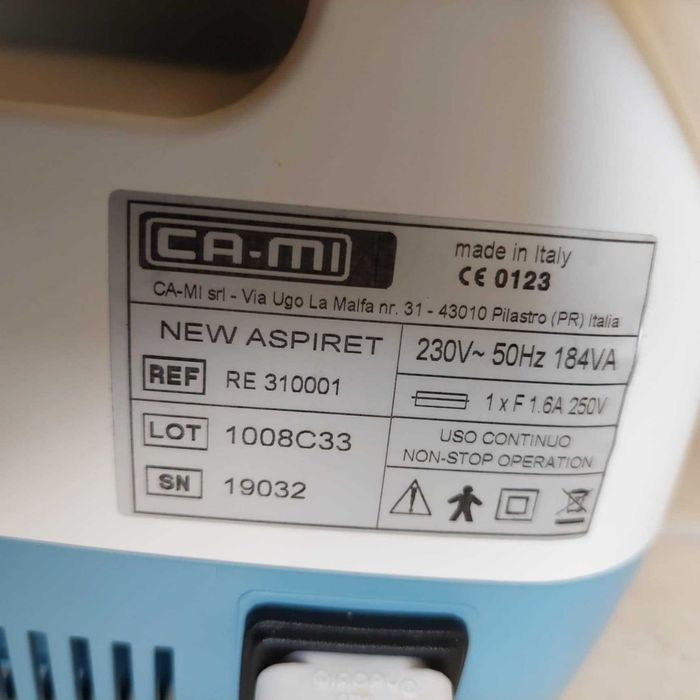 CA-MI
made in Italy
CE 0123
CA-MI srl - Via Ugo La Malfa nr. 31 - 43010 Pilastro (PR) Italia
NEW ASPIRET
230V~ 50Hz 184VA
REF RE 310001
1 x F 1.6A 250V
LOT 1008C33
USO CONTINUO
NON-STOP OPERATION
SN 19032